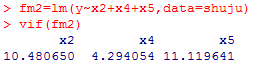 > fm2=lm(y~x2+x4+x5,data=shuju)
> vif(fm2)
x2 x4 x5
10.480650 4.294054 11.119641